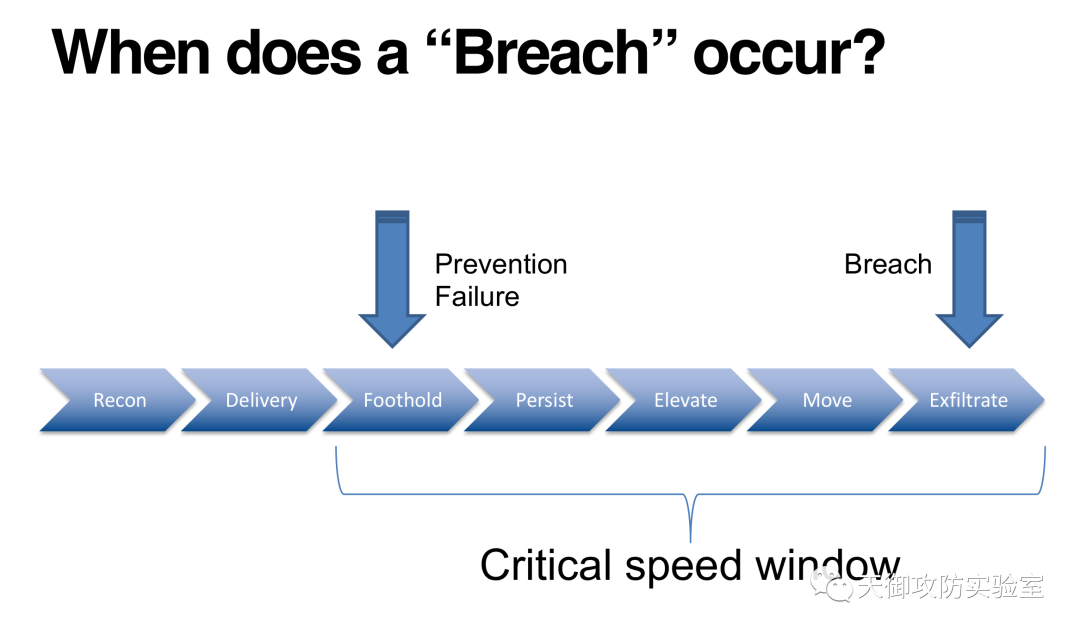 When does a “Breach” occur?
Prevention
Failure
Breach
Recon
Delivery
Foothold
Persist
Elevate
Move
Exfiltrate
Critical speed window
天御攻防实验室